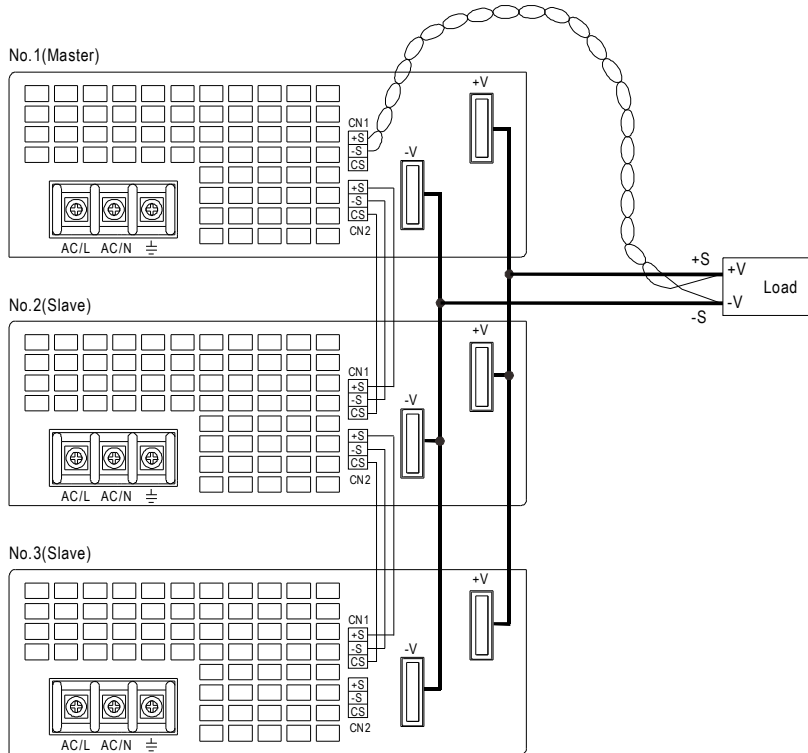 No.1(Master)
+V
CN1
+S
-S
CS
-V
+S
-S
CS
CN2
AC/L AC/N
+S
+V
Load
-V
-S
No.2(Slave)
+V
CN1
+S
-S
CS
-V
+S
-S
CS
CN2
AC/L AC/N
No.3(Slave)
+V
CN1
+S
-S
CS
-V
+S
-S
CS
CN2
AC/L AC/N